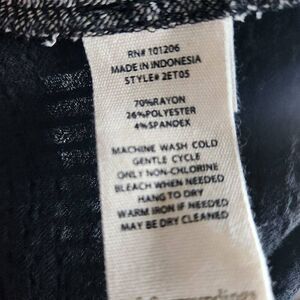 RN# 101206
MADE IN INDONESIA
STYLE# 2ET05
70%RAYON
26%POLYESTER
4%SPANDEX
MACHINE WASH COLD
GENTLE CYCLE
ONLY NON-CHLORINE
BLEACH WHEN NEEDED
HANG TO DRY
WARM IRON IF NEEDED
MAY BE DRY CLEANED